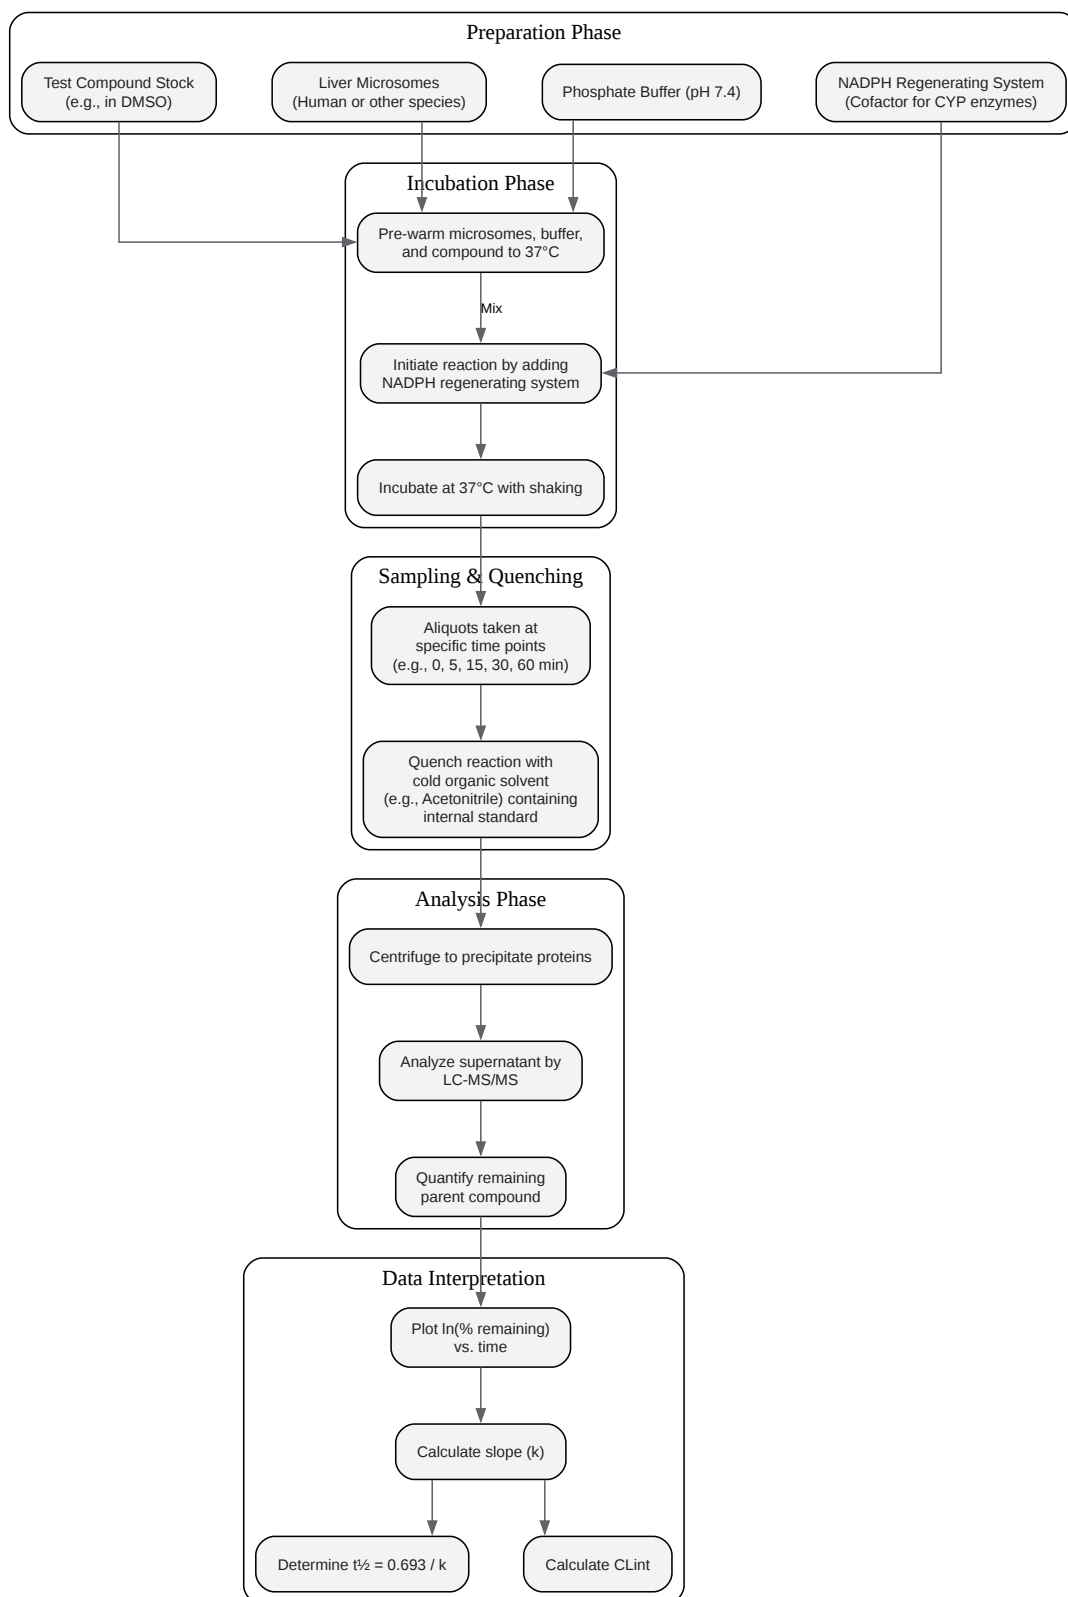 Preparation Phase
Test Compound Stock
(e.g., in DMSO)
Liver Microsomes
(Human or other species)
Phosphate Buffer (pH 7.4)
NADPH Regenerating System
(Cofactor for CYP enzymes)
Incubation Phase
Pre-warm microsomes, buffer,
and compound to 37°C
Mix
Initiate reaction by adding
NADPH regenerating system
Incubate at 37°C with shaking
Sampling & Quenching
Aliquots taken at
specific time points
(e.g., 0, 5, 15, 30, 60 min)
Quench reaction with
cold organic solvent
(e.g., Acetonitrile) containing
internal standard
Analysis Phase
Centrifuge to precipitate proteins
Analyze supernatant by
LC-MS/MS
Quantify remaining
parent compound
Data Interpretation
Plot ln(% remaining)
vs. time
Calculate slope (k)
Determine t½ = 0.693 / k
Calculate CLint